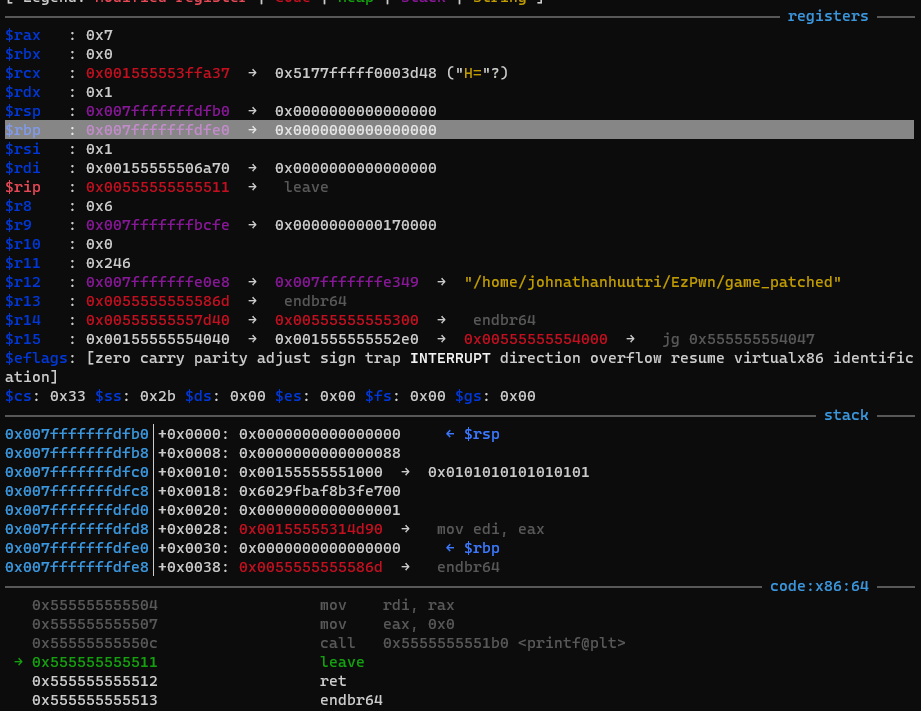 [ Legend: Modified register | Code | Heap | Stack | String ]
registers
$rax   : 0x7
$rbx   : 0x0
$rcx   : 0x001555553ffa37  →  0x5177fffff0003d48 ("H="?)
$rdx   : 0x1
$rsp   : 0x007fffffffdfb0  →  0x0000000000000000
$rbp   : 0x007fffffffdfe0  →  0x0000000000000000
$rsi   : 0x1
$rdi   : 0x00155555506a70  →  0x0000000000000000
$rip   : 0x00555555555511  →   leave
$r8    : 0x6
$r9    : 0x007fffffffbcfe  →  0x0000000000170000
$r10   : 0x0
$r11   : 0x246
$r12   : 0x007fffffffe0e8  →  0x007fffffffe349  →  "/home/johnathanhuutri/EzPwn/game_patched"
$r13   : 0x0055555555586d  →   endbr64
$r14   : 0x00555555557d40  →  0x00555555555300  →   endbr64
$r15   : 0x00155555554040  →  0x001555555552e0  →  0x00555555554000  →   jg 0x555555554047
$eflags: [zero carry parity adjust sign trap INTERRUPT direction overflow resume virtualx86 identific
ation]
$cs: 0x33 $ss: 0x2b $ds: 0x00 $es: 0x00 $fs: 0x00 $gs: 0x00
stack
0x007fffffffdfb0│+0x0000: 0x0000000000000000     ← $rsp
0x007fffffffdfb8│+0x0008: 0x0000000000000088
0x007fffffffdfc0│+0x0010: 0x00155555551000  →  0x0101010101010101
0x007fffffffdfc8│+0x0018: 0x6029fbaf8b3fe700
0x007fffffffdfd0│+0x0020: 0x0000000000000001
0x007fffffffdfd8│+0x0028: 0x00155555314d90  →   mov edi, eax
0x007fffffffdfe0│+0x0030: 0x0000000000000000     ← $rbp
0x007fffffffdfe8│+0x0038: 0x0055555555586d  →   endbr64
code:x86:64
0x555555555504                  mov    rdi, rax
0x555555555507                  mov    eax, 0x0
0x55555555550c                  call   0x5555555551b0 <printf@plt>
→ 0x555555555511                  leave
0x555555555512                  ret
0x555555555513                  endbr64